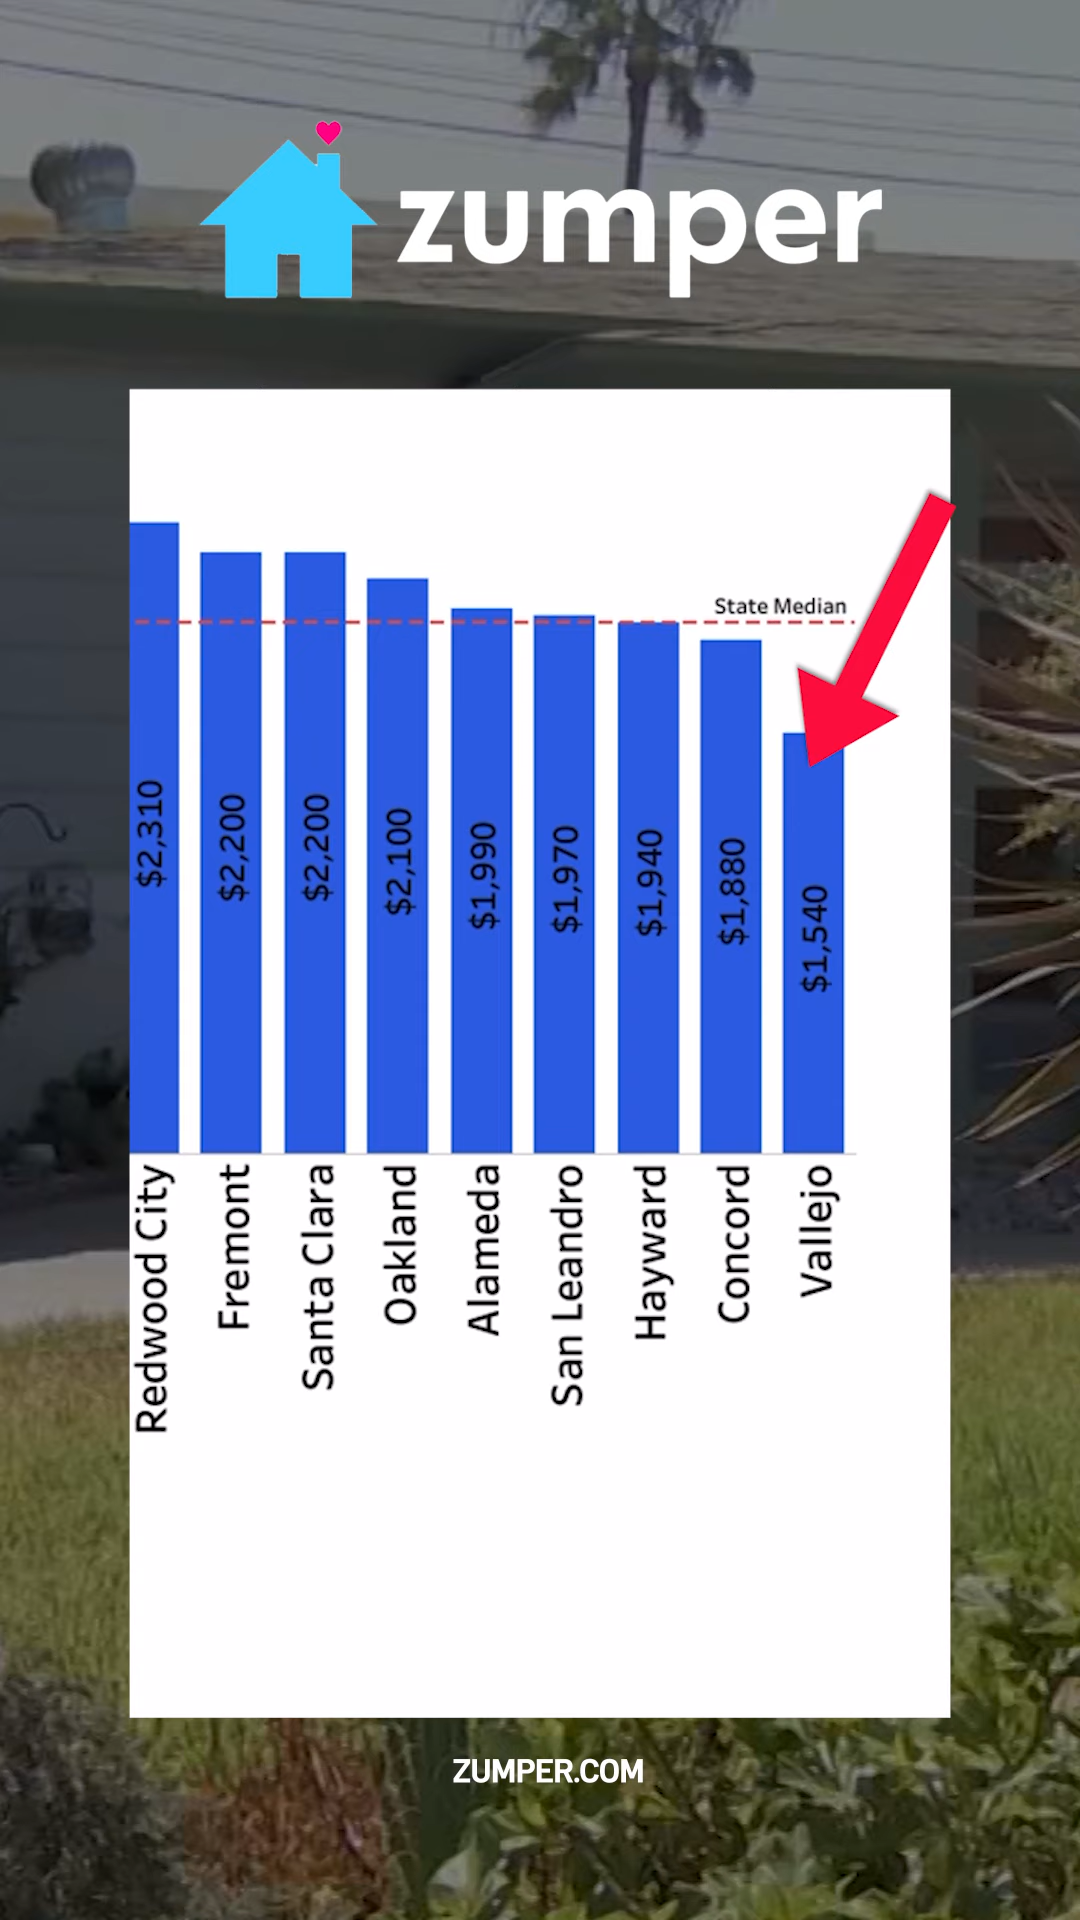 zumper
State Median
$2,310
$2,200
$2,200
$2,100
$1,990
$1,970
$1,940
$1,880
$1,540
Redwood City
Fremont
Santa Clara
Oakland
Alameda
San Leandro
Hayward
Concord
Vallejo
ZUMPER.COM